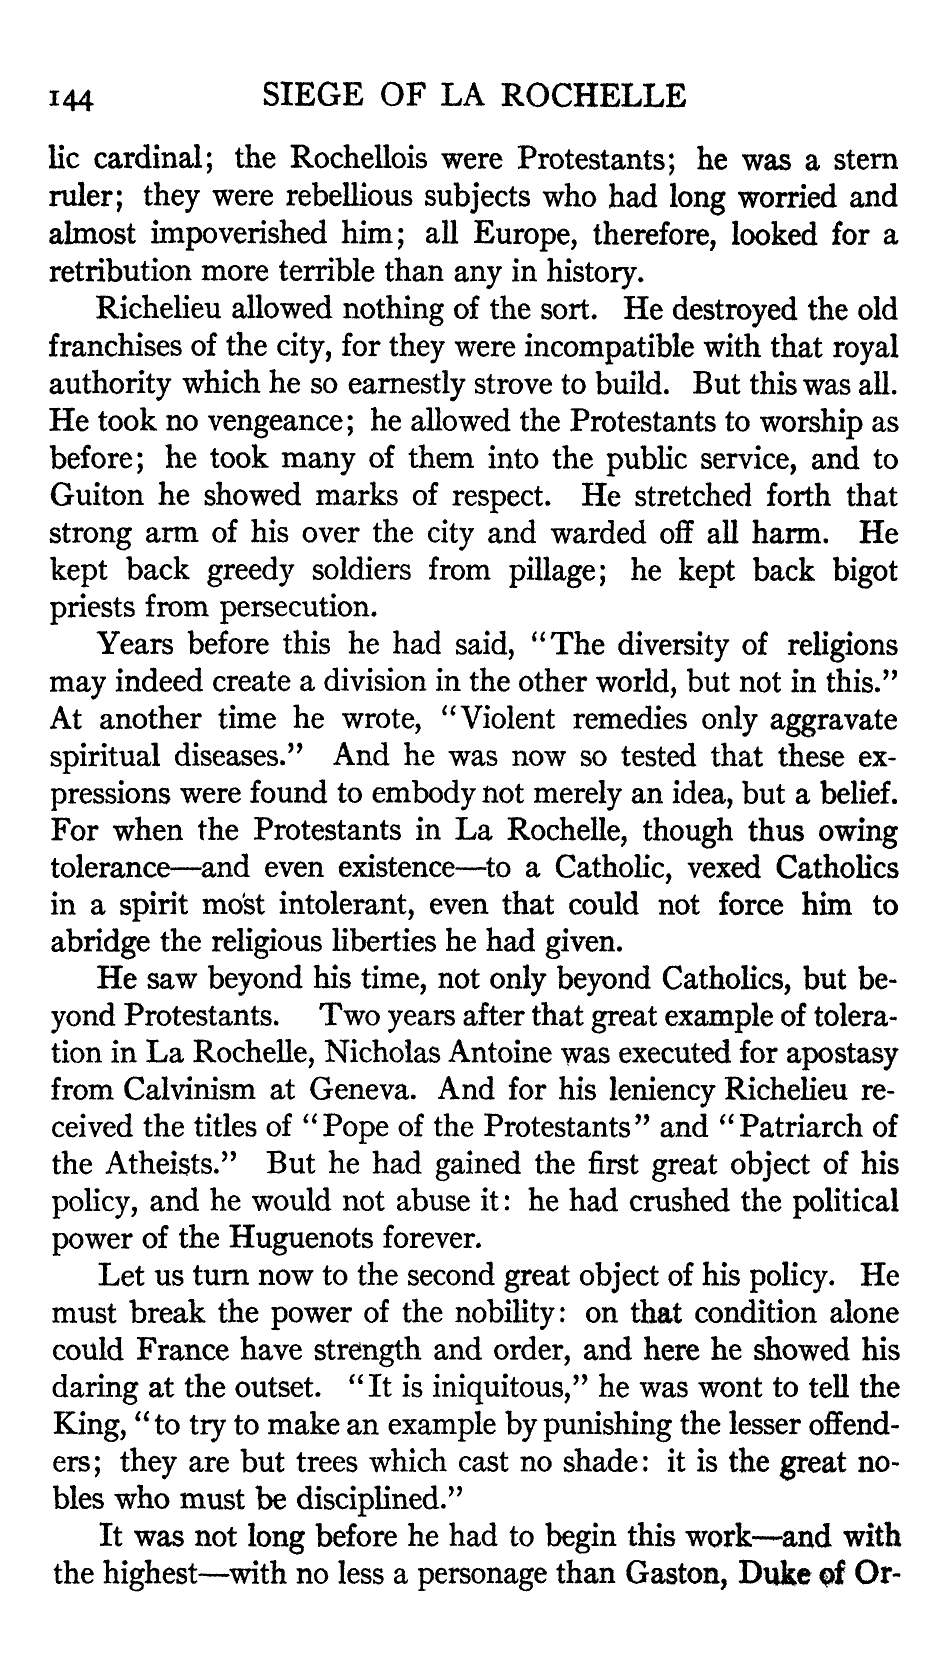 144 SIEGE OF LA ROCHELLE
lic cardinal; the Rochellois were Protestants; he was a stern
ruler; they were rebellious subjects who had long worried and
almost impoverished him; all Europe, therefore, looked for a
retribution more terrible than any in history.
Richelieu allowed nothing of the sort. He destroyed the old
franchises of the city, for they were incompatible with that royal
authority which he so earnestly strove to build. But this was all.
He took no vengeance; he allowed the Protestants to worship as
before; he took many of them into the public service, and to
Guiton he showed marks of respect. He stretched forth that
strong arm of his over the city and warded off all harm. He
kept back greedy soldiers from pillage; he kept back bigot
priests from persecution.
Years before this he had said, "The diversity of religions
may indeed create a division in the other world, but not in this."
At another time he wrote, "Violent remedies only aggravate
spiritual diseases." And he was now so tested that these ex-
pressions were found to embody not merely an idea, but a belief.
For when the Protestants in La Rochelle, though thus owing
tolerance—and even existence—to a Catholic, vexed Catholics
in a spirit most intolerant, even that could not force him to
abridge the religious liberties he had given.
He saw beyond his time, not only beyond Catholics, but be-
yond Protestants. Two years after that great example of tolera-
tion in La Rochelle, Nicholas Antoine was executed for apostasy
from Calvinism at Geneva. And for his leniency Richelieu re-
ceived the titles of "Pope of the Protestants" and "Patriarch of
the Atheists." But he had gained the first great object of his
policy, and he would not abuse it: he had crushed the political
power of the Huguenots forever.
Let us turn now to the second great object of his policy. He
must break the power of the nobility: on that condition alone
could France have strength and order, and here he showed his
daring at the outset. "It is iniquitous," he was wont to tell the
King, "to try to make an example by punishing the lesser offend-
ers; they are but trees which cast no shade: it is the great no-
bles who must be disciplined."
It was not long before he had to begin this work—and with
the highest—with no less a personage than Gaston, Duke of Or-